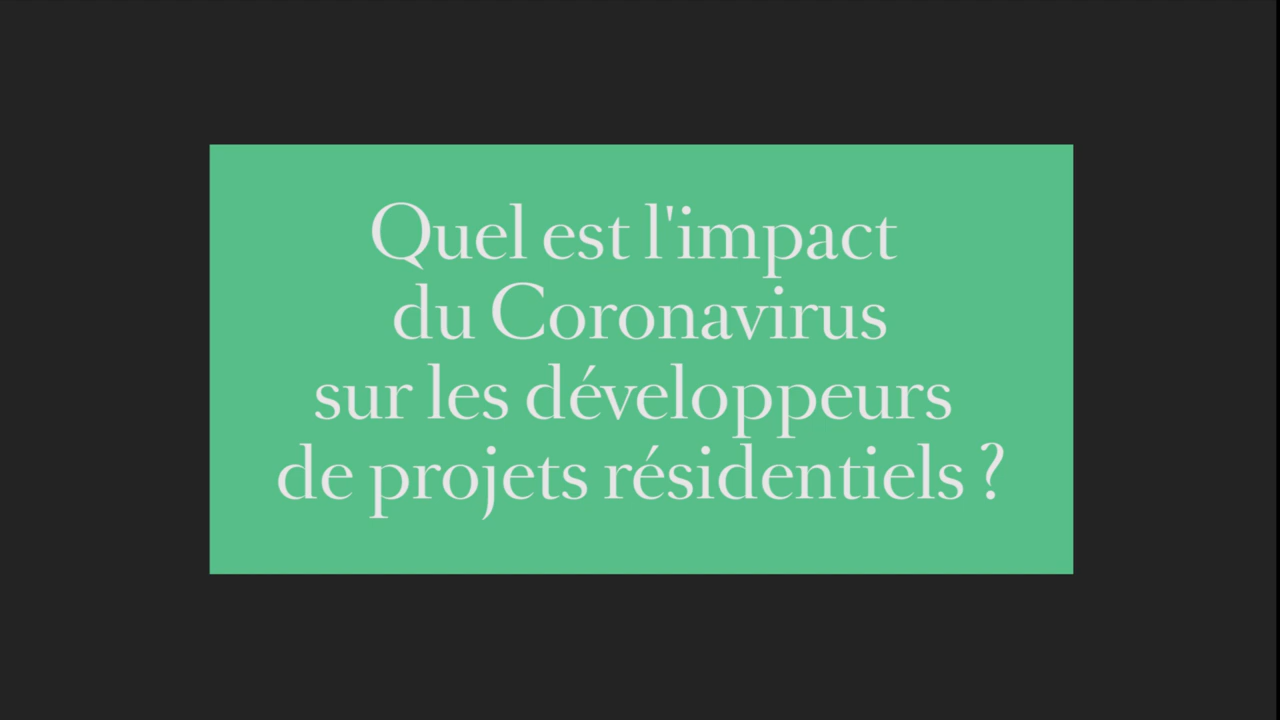 Quel est l'impact
du Coronavirus
sur les développeurs
de projets résidentiels ?